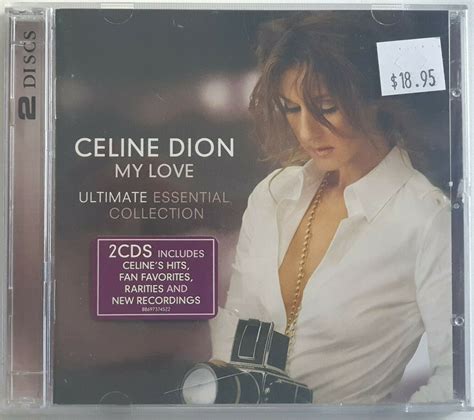 2 DISCS
$18.95
CELINE DION
MY LOVE
ULTIMATE ESSENTIAL
COLLECTION
2CDS INCLUDES
CELINE'S HITS,
FAN FAVORITES,
RARITIES AND
NEW RECORDINGS
88697374522